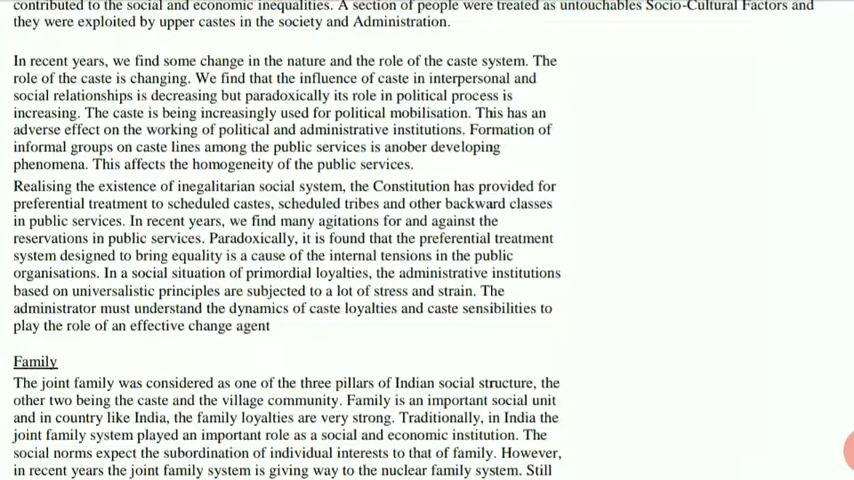 contributed to the social and economic inequalities. A section of people were treated as untouchables Socio-Cultural Factors and
they were exploited by upper castes in the society and Administration.
In recent years, we find some change in the nature and the role of the caste system. The
role of the caste is changing. We find that the influence of caste in interpersonal and
social relationships is decreasing but paradoxically its role in political process is
increasing. The caste is being increasingly used for political mobilisation. This has an
adverse effect on the working of political and administrative institutions. Formation of
informal groups on caste lines among the public services is anober developing
phenomena. This affects the homogeneity of the public services.
Realising the existence of inegalitarian social system, the Constitution has provided for
preferential treatment to scheduled castes, scheduled tribes and other backward classes
in public services. In recent years, we find many agitations for and against the
reservations in public services. Paradoxically, it is found that the preferential treatment
system designed to bring equality is a cause of the internal tensions in the public
organisations. In a social situation of primordial loyalties, the administrative institutions
based on universalistic principles are subjected to a lot of stress and strain. The
administrator must understand the dynamics of caste loyalties and caste sensibilities to
play the role of an effective change agent
Family
The joint family was considered as one of the three pillars of Indian social structure, the
other two being the caste and the village community. Family is an important social unit
and in country like India, the family loyalties are very strong. Traditionally, in India the
joint family system played an important role as a social and economic institution. The
social norms expect the subordination of individual interests to that of family. However,
in recent years the joint family system is giving way to the nuclear family system. Still